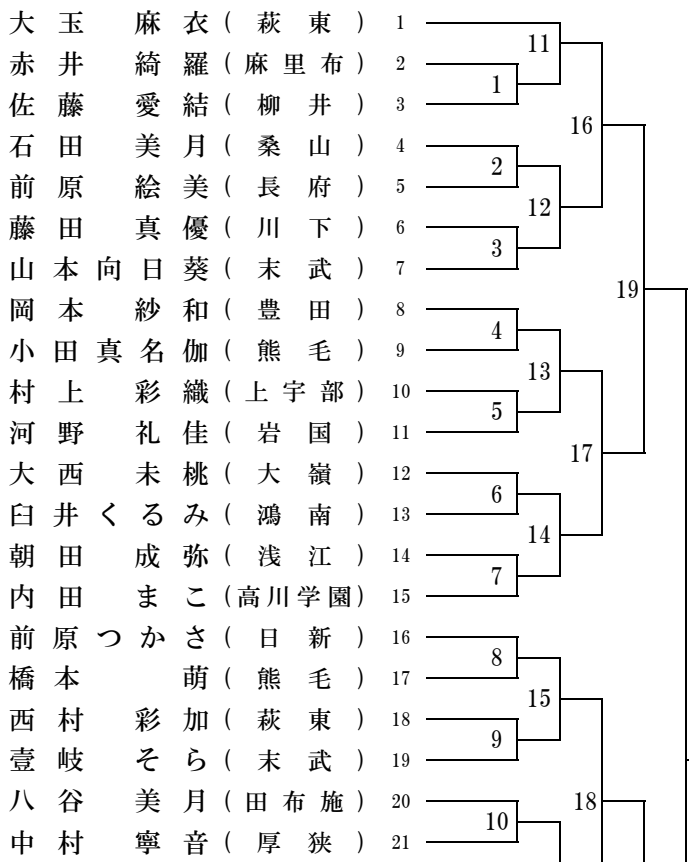 大玉 麻衣 (萩東) 1
赤井 綺羅 (麻里布) 2
佐藤 愛結 (柳井) 3
石田 美月 (桑山) 4
前原 絵美 (長府) 5
藤田 真優 (川下) 6
山本向日葵 (末武) 7
岡本 紗和 (豊田) 8
小田真名伽 (熊毛) 9
村上 彩織 (上宇部) 10
河野 礼佳 (岩国) 11
大西 未桃 (大嶺) 12
臼井くるみ (鴻南) 13
朝田 成弥 (浅江) 14
内田 まこ (高川学園) 15
前原つかさ (日新) 16
橋本 萌 (熊毛) 17
西村 彩加 (萩東) 18
壹岐 そら (末武) 19
八谷 美月 (田布施) 20
中村 寧音 (厚狭) 21
1
2
3
4
5
6
7
8
9
10
11
12
13
14
15
16
17
18
19